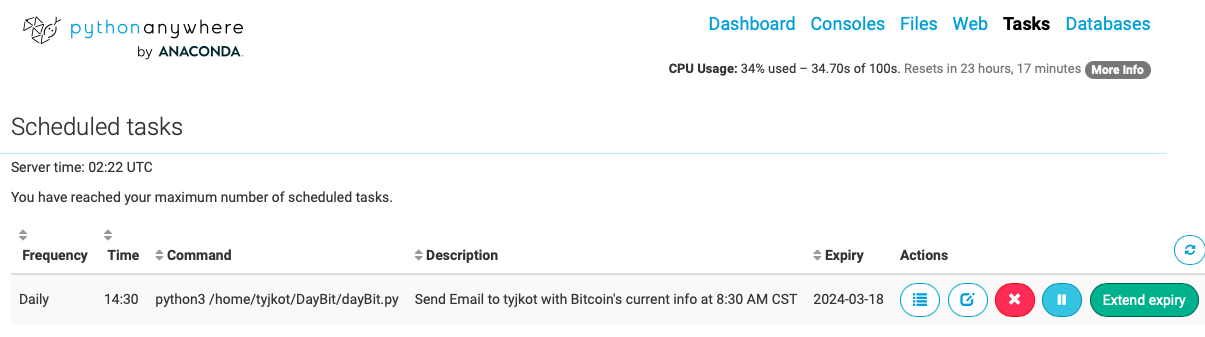 pythonanywhere
by ANACONDA.
Dashboard Consoles Files Web Tasks Databases
CPU Usage: 34% used – 34.70s of 100s. Resets in 23 hours, 17 minutes More Info
Scheduled tasks
Server time: 02:22 UTC
You have reached your maximum number of scheduled tasks.
Frequency Time Command Description Expiry Actions
Daily 14:30 python3 /home/tyjkot/DayBit/dayBit.py Send Email to tyjkot with Bitcoin's current info at 8:30 AM CST 2024-03-18 Extend expiry